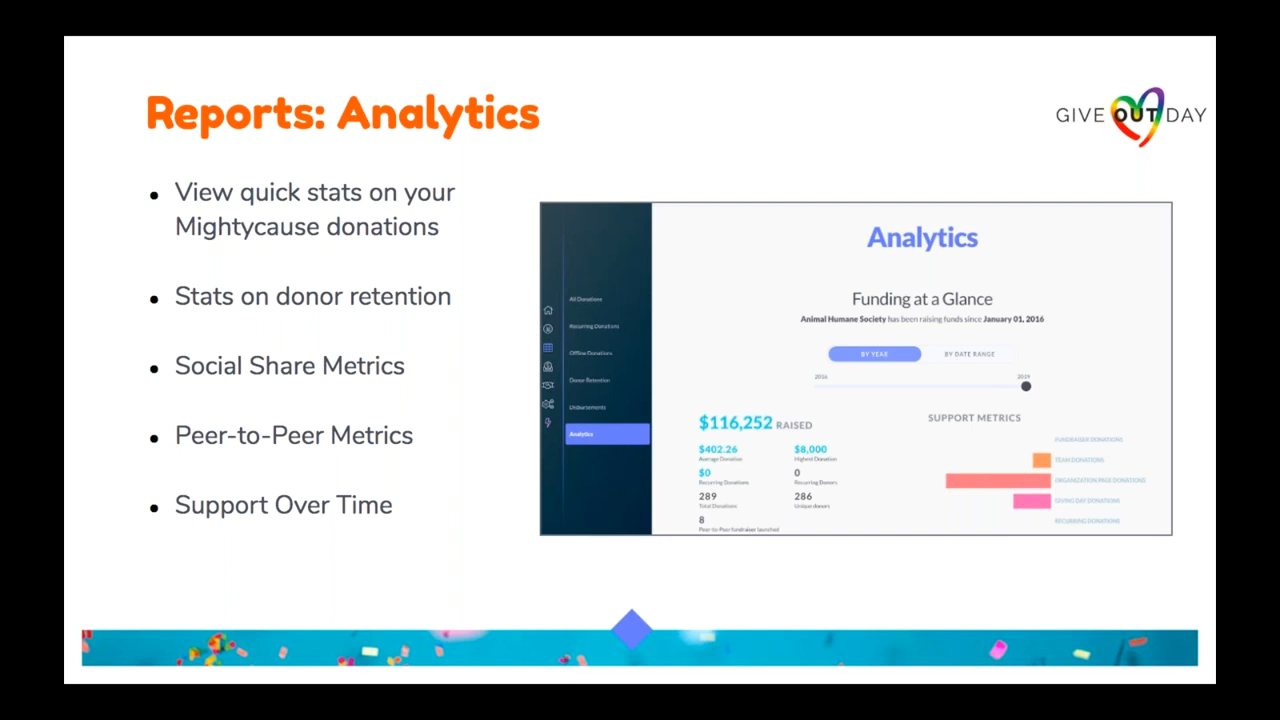 Reports: Analytics
GIVE OUT DAY
View quick stats on your
Mightycause donations
Stats on donor retention
Social Share Metrics
Peer-to-Peer Metrics
Support Over Time
All Donations
Recurring Donations
Offline Donations
Donor Retention
Disbursements
Analytics
Analytics
Funding at a Glance
Animal Humane Society has been raising funds since January 01, 2016
BY YEAR BY DATE RANGE
2016 2019
$116,252 RAISED
$402.26 $8,000
Average Donation Highest Donation
$0 0
Recurring Donations Recurring Donors
289 286
Total Donations Unique donors
8
Peer-to-Peer fundraiser launched
SUPPORT METRICS
FUNDRAISER DONATIONS
TEAM DONATIONS
ORGANIZATION PAGE DONATIONS
GIVING DAY DONATIONS
RECURRING DONATIONS